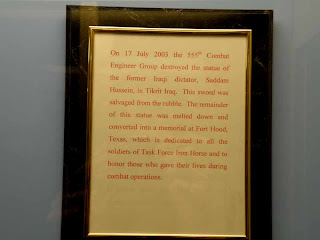 On 17 July 2003 the 555th Combat
Engineer Group destroyed the statue of
the former Iraqi dictator, Saddam
Hussein, is Tikrit Iraq. This sword was
salvaged from the rubble. The remainder
of this statue was melted down and
converted into a memorial at Fort Hood,
Texas, which is dedicated to all the
soldiers of Task Force Iron Horse and to
honor those who gave their lives during
combat operations.